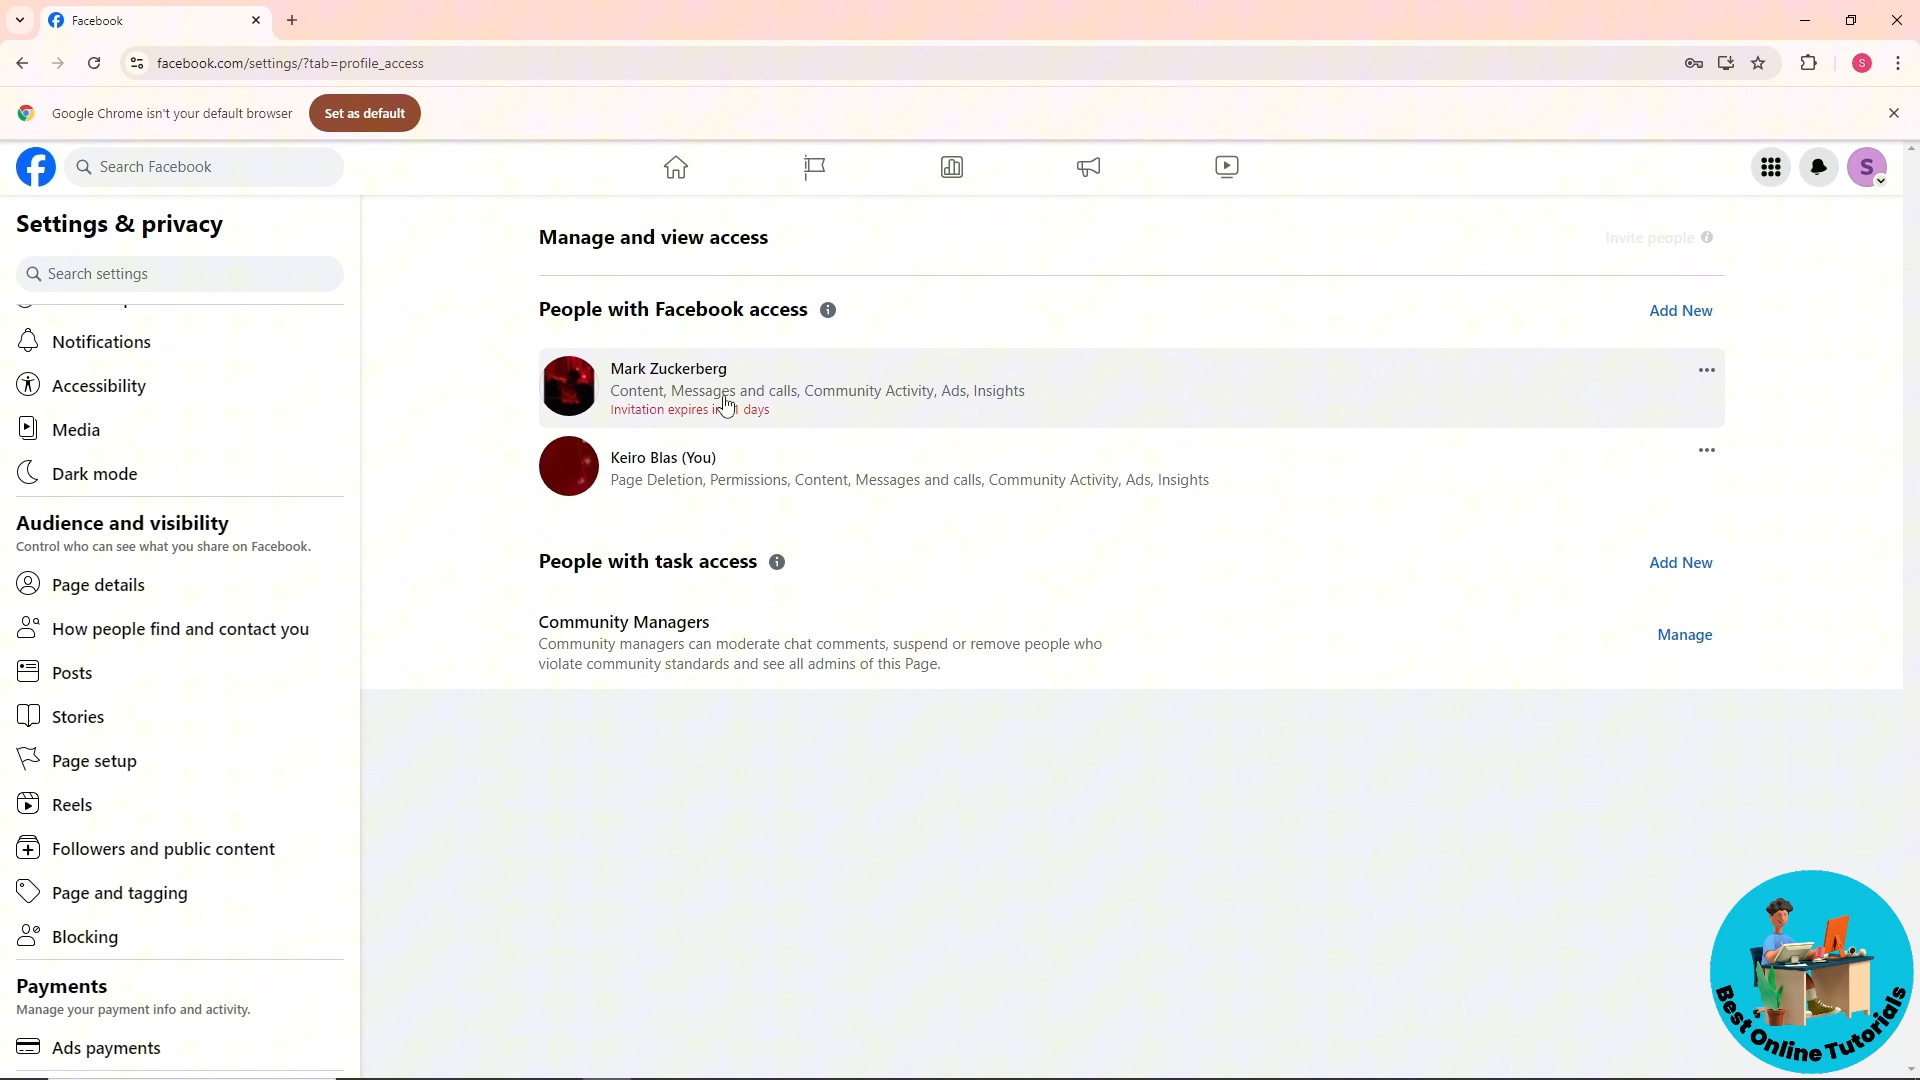 Facebook
facebook.com/settings/?tab=profile_access
S
Google Chrome isn't your default browser
Set as default
Search Facebook
S
Settings & privacy
Search settings
Notifications
Accessibility
Media
Dark mode
Audience and visibility
Control who can see what you share on Facebook.
Page details
How people find and contact you
Posts
Stories
Page setup
Reels
Followers and public content
Page and tagging
Blocking
Payments
Manage your payment info and activity.
Ads payments
Manage and view access
Invite people
People with Facebook access
Add New
Mark Zuckerberg
Content, Messages and calls, Community Activity, Ads, Insights
Invitation expires days
Keiro Blas (You)
Page Deletion, Permissions, Content, Messages and calls, Community Activity, Ads, Insights
People with task access
Add New
Community Managers
Community managers can moderate chat comments, suspend or remove people who
violate community standards and see all admins of this Page.
Manage
Best Online Tutorials